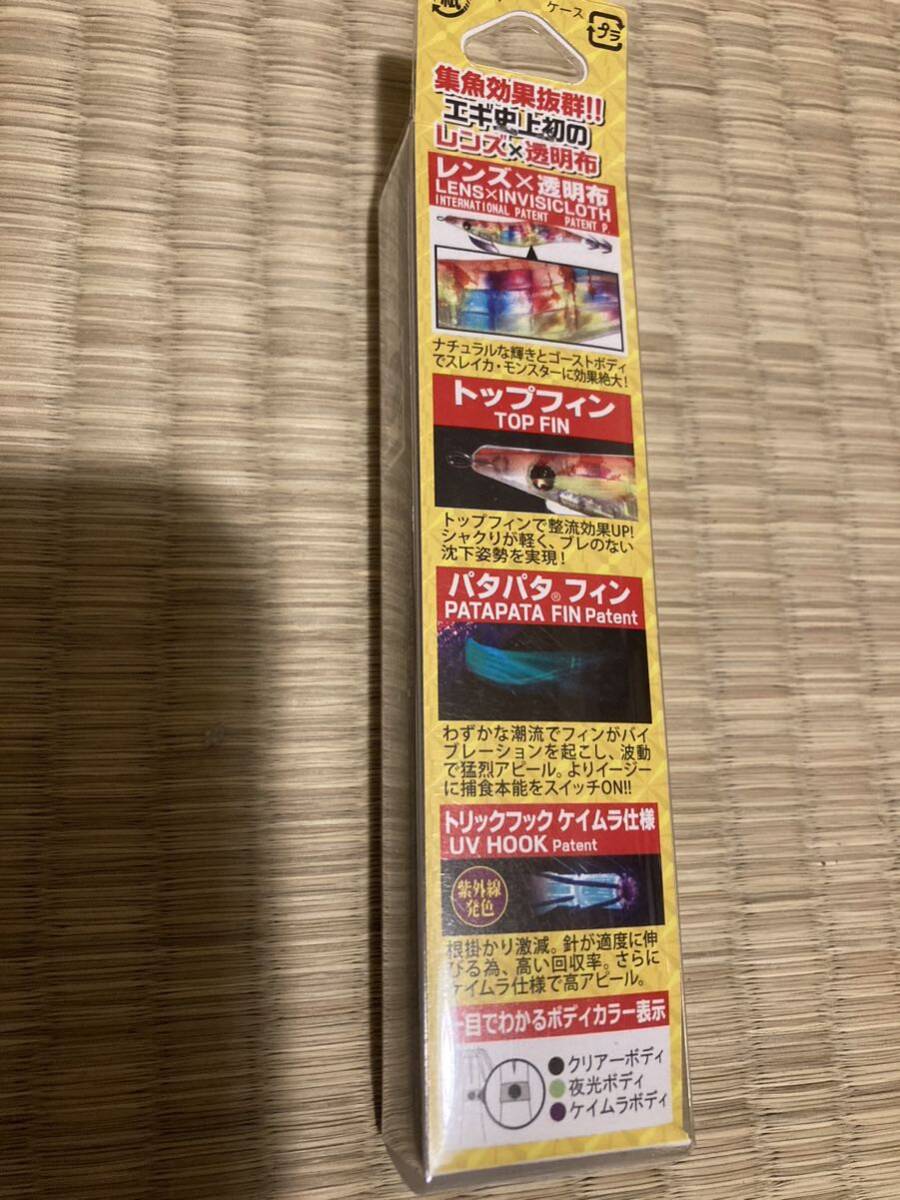 紙
ケース
プラ
集魚効果抜群!!
エギ史上初の
レンズ×透明布
レンズ×透明布
LENS×INVISICLOTH
INTERNATIONAL PATENT PATENT P.
ナチュラルな輝きとゴーストボディ
でスレイカ・モンスターに効果絶大!
トップフィン
TOP FIN
トップフィンで整流効果UP!
シャクリが軽く、ブレのない
沈下姿勢を実現!
パタパタ®フィン
PATAPATA FIN Patent
わずかな潮流でフィンがバイ
ブレーションを起こし、波動
で猛烈アピール。よりイージー
に捕食本能をスイッチON!!
トリックフック ケイムラ仕様
UV HOOK Patent
紫外線
発色
根掛かり激減。針が適度に伸
びる為、高い回収率。さらに
ケイムラ仕様で高アピール。
一目でわかるボディカラー表示
●クリアーボディ
●夜光ボディ
●ケイムラボディ